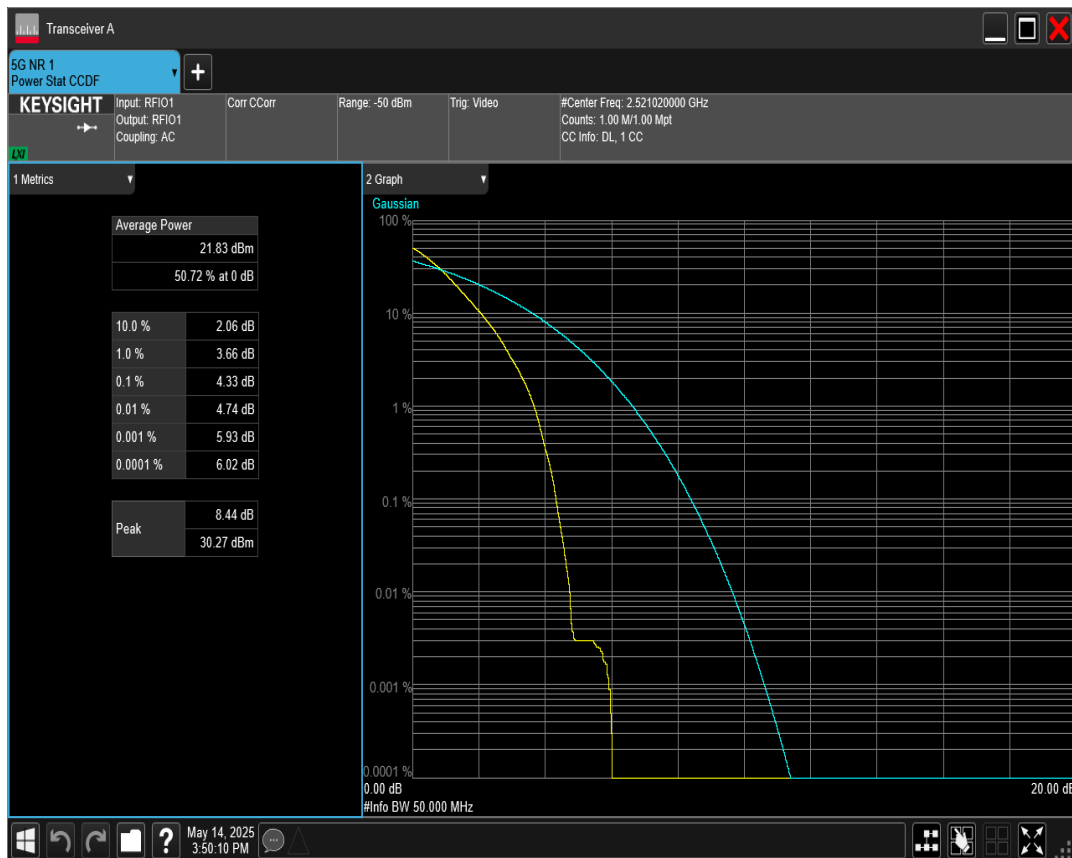 Transceiver A
5G NR 1
Power Stat CCDF
KEYSIGHT
LXI
Input: RFIO1
Output: RFIO1
Coupling: AC
Corr CCorr
Range: -50 dBm
Trig: Video
#Center Freq: 2.521020000 GHz
Counts: 1.00 M/1.00 Mpt
CC Info: DL, 1 CC
1 Metrics
Average Power
21.83 dBm
50.72 % at 0 dB
10.0 % 2.06 dB
1.0 % 3.66 dB
0.1 % 4.33 dB
0.01 % 4.74 dB
0.001 % 5.93 dB
0.0001 % 6.02 dB
Peak
8.44 dB
30.27 dBm
2 Graph
Gaussian
100 %
10 %
1 %
0.1 %
0.01 %
0.001 %
0.0001 %
0.00 dB
20.00 dB
#Info BW 50.000 MHz
May 14, 2025
3:50:10 PM